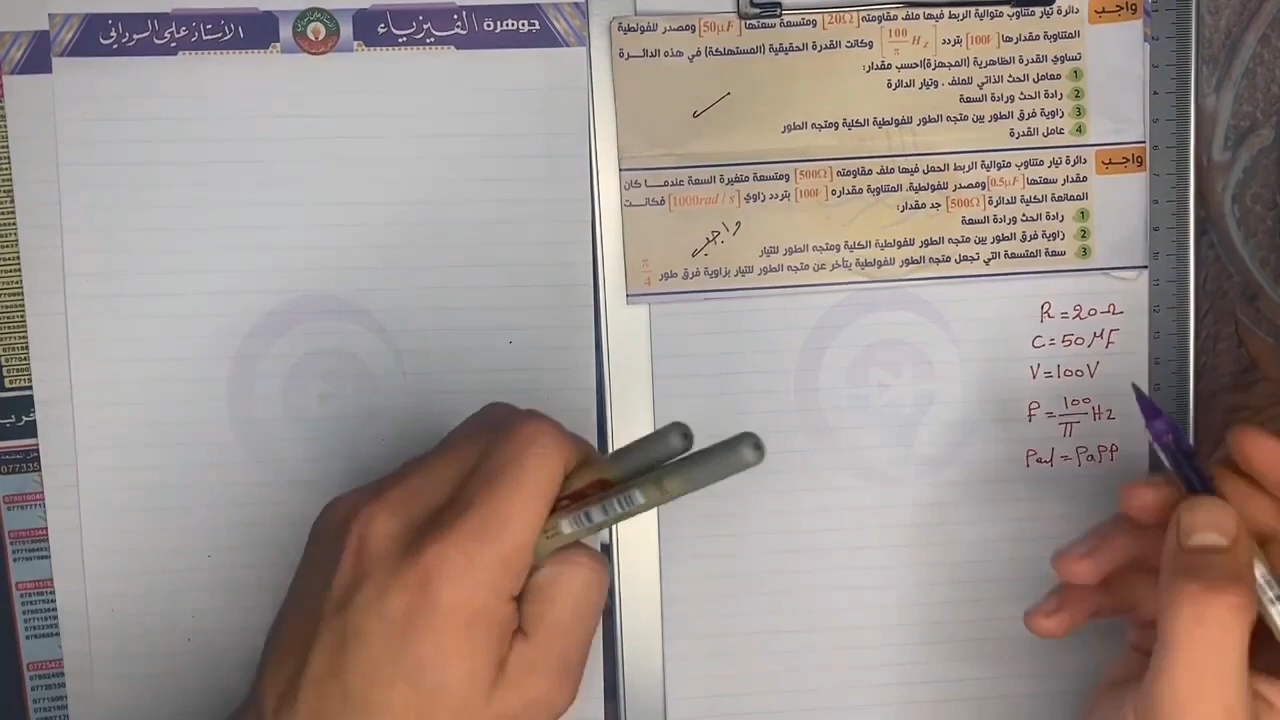 جوهرة الفيزياء
الأستاذ علي السوداني
واجب
دائرة تيار متناوب متوالية الربط فيها ملف مقاومته [20Ω] ومتسعة سعتها [50μF] ومصدر للفولطية
المتناوبة مقدارها [100V] بتردد [100/π Hz] وكانت القدرة الحقيقية (المستهلكة) في هذه الدائرة
تساوي القدرة الظاهرية (المجهزة) احسب مقدار:
1 معامل الحث الذاتي للملف . وتيار الدائرة
2 رادة الحث ورادة السعة
3 زاوية فرق الطور بين متجه الطور للفولطية الكلية ومتجه الطور
4 عامل القدرة
واجب
دائرة تيار متناوب متوالية الربط الحمل فيها ملف مقاومته [500Ω] ومتسعة متغيرة السعة عندما كان
مقدار سعتها [0.5μF] ومصدر للفولطية، المتناوبة مقداره [100V] بتردد زاوي [1000rad / s] فكانت
الممانعة الكلية للدائرة [500Ω] جد مقدار:
1 رادة الحث ورادة السعة
2 زاوية فرق الطور بين متجه الطور للفولطية الكلية ومتجه الطور للتيار
3 سعة المتسعة التي تجعل متجه الطور للفولطية يتأخر عن متجه الطور للتيار بزاوية فرق طور π/4
واجب
R=20Ω
C=50μF
V=100V
F=100/π Hz